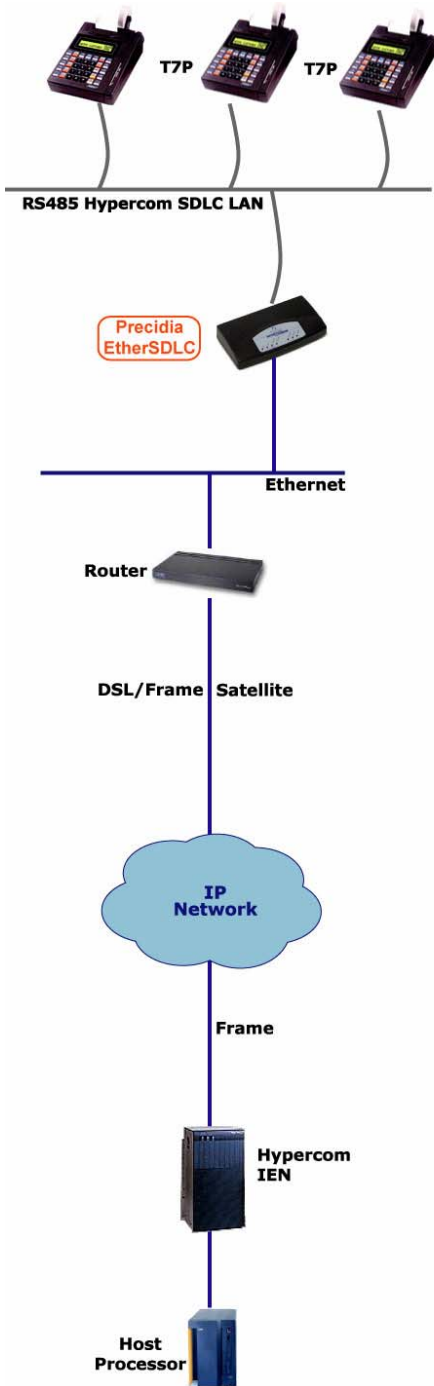 T7P
T7P
RS485 Hypercom SDLC LAN
Precidia
EtherSDLC
Ethernet
Router
DSL/Frame
Satellite
IP
Network
Frame
Hypercom
IEN
Host
Processor